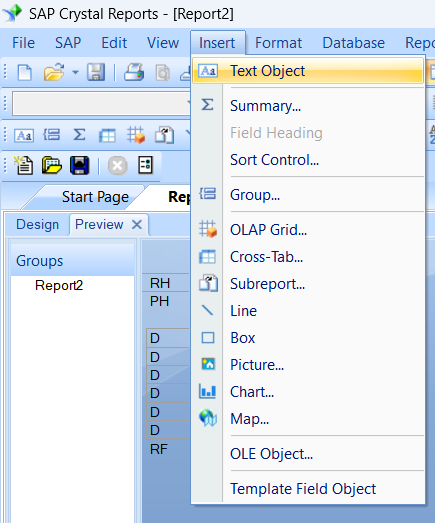 SAP Crystal Reports - [Report2]
File SAP Edit View Insert Format Database Repo
Text Object
Summary...
Field Heading
Sort Control...
Group...
OLAP Grid...
Cross-Tab...
Subreport...
Line
Box
Picture...
Chart...
Map...
OLE Object...
Template Field Object
Start Page Rep
Design Preview
Groups
Report2
RH
PH
D
D
D
D
D
D
RF